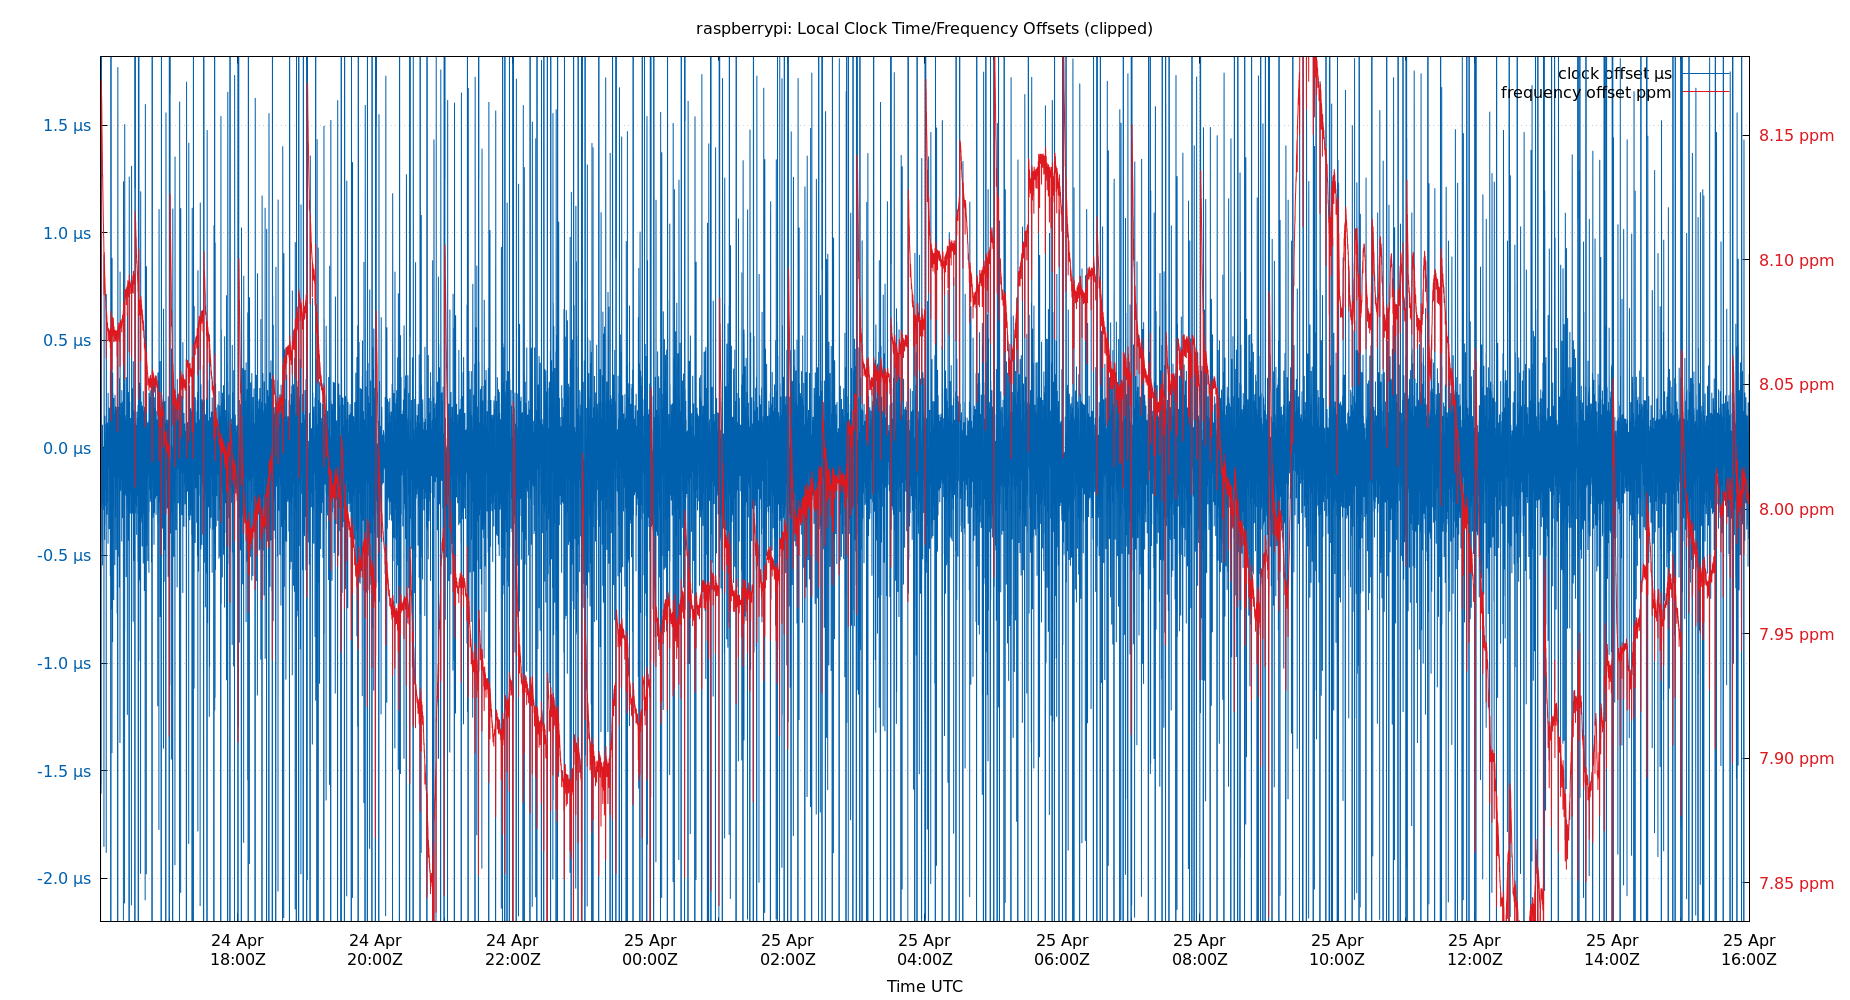 raspberrypi: Local Clock Time/Frequency Offsets (clipped)
clock offset µs
frequency offset ppm
1.5 µs
1.0 µs
0.5 µs
0.0 µs
-0.5 µs
-1.0 µs
-1.5 µs
-2.0 µs
8.15 ppm
8.10 ppm
8.05 ppm
8.00 ppm
7.95 ppm
7.90 ppm
7.85 ppm
24 Apr
18:00Z
24 Apr
20:00Z
24 Apr
22:00Z
25 Apr
00:00Z
25 Apr
02:00Z
25 Apr
04:00Z
25 Apr
06:00Z
25 Apr
08:00Z
25 Apr
10:00Z
25 Apr
12:00Z
25 Apr
14:00Z
25 Apr
16:00Z
Time UTC